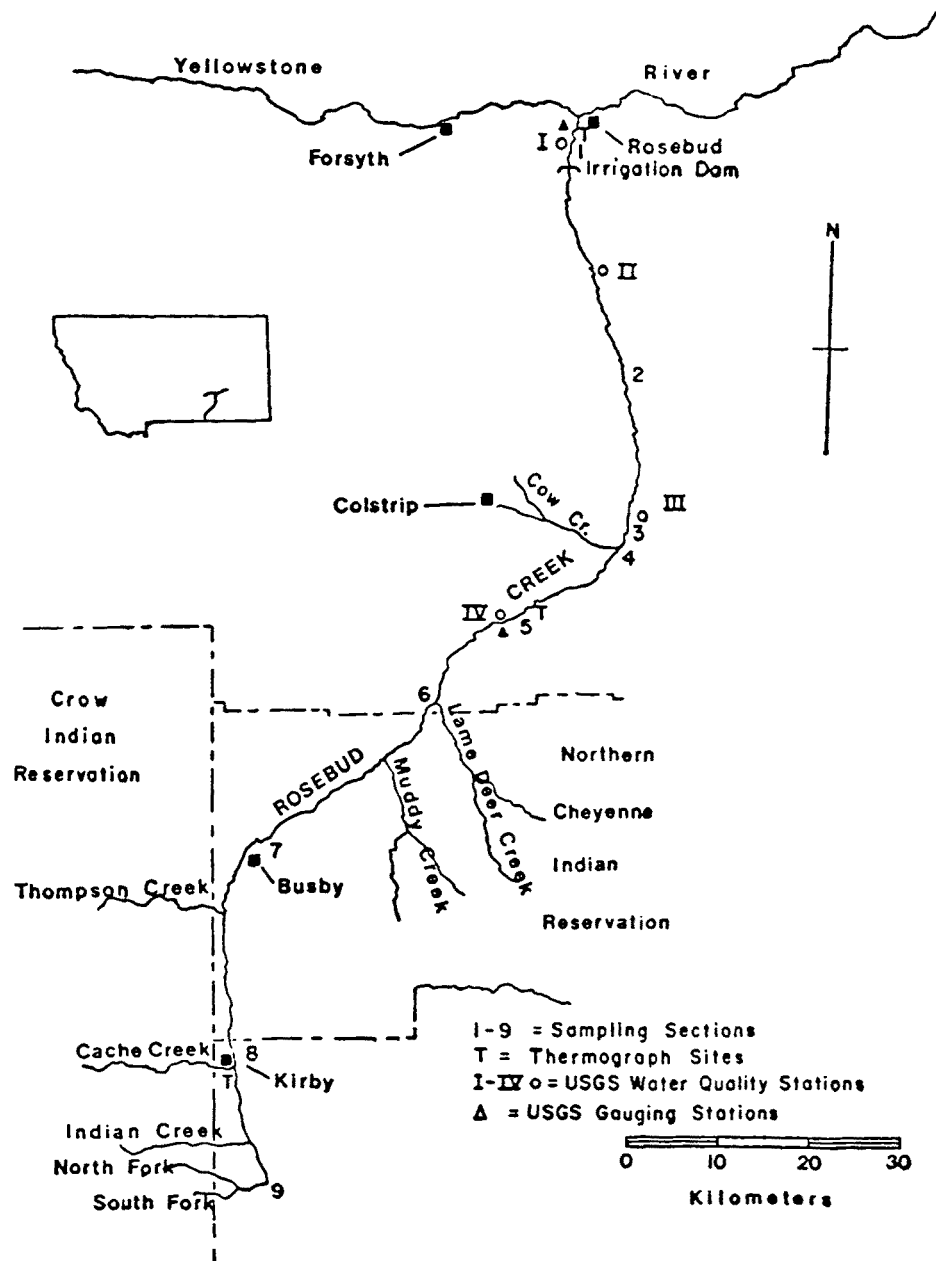 Yellowstone
River
Forsyth
I
T
Rosebud
I
Irrigation Dam
N
II
2
Cow Cr.
Colstrip
III
3
4
CREEK
IV
T
5
6
Crow
Indian
Reservation
Lame Deer Creek
Northern
Cheyenne
Indian
Reservation
ROSEBUD
Muddy Creek
7
Busby
Thompson Creek
Cache Creek
8
Kirby
T
Indian Creek
North Fork
South Fork
9
I-9 = Sampling Sections
T = Thermograph Sites
I-IV o = USGS Water Quality Stations
Δ = USGS Gauging Stations
0 10 20 30
Kilometers